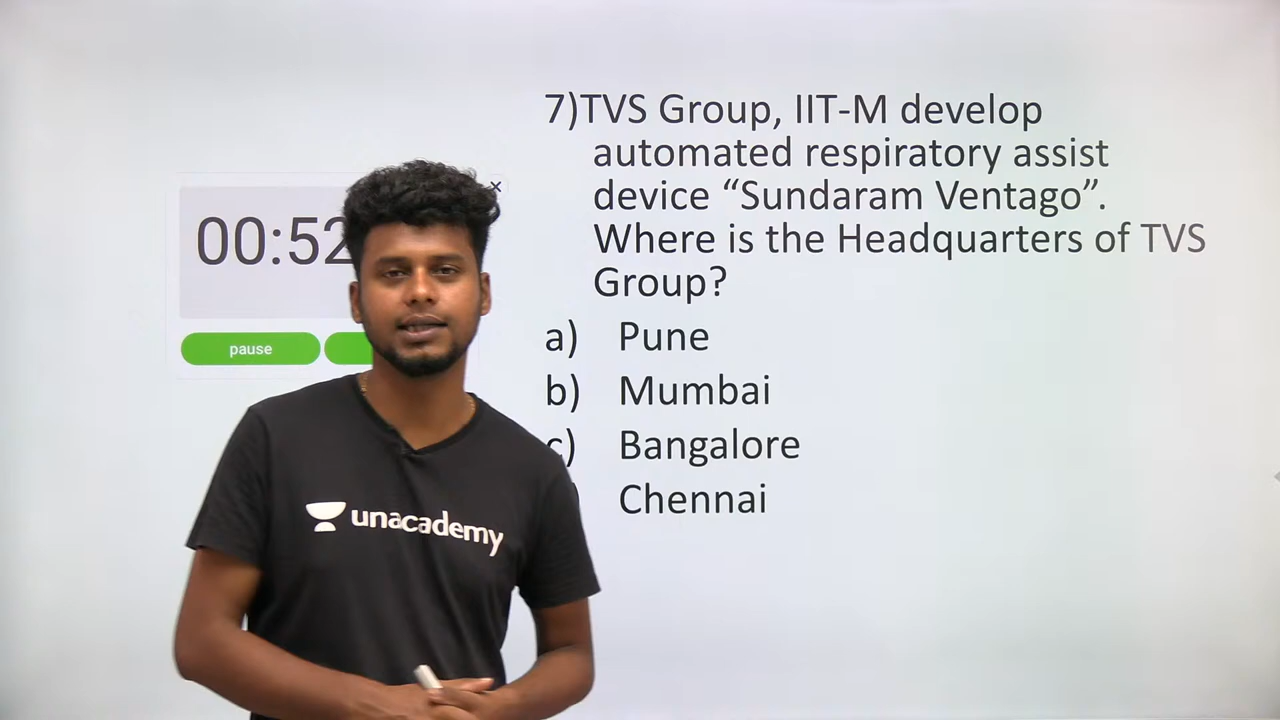 7)TVS Group, IIT-M develop
automated respiratory assist
device “Sundaram Ventago”.
Where is the Headquarters of TVS
Group?
a) Pune
b) Mumbai
c) Bangalore
Chennai
00:52
pause
unacademy